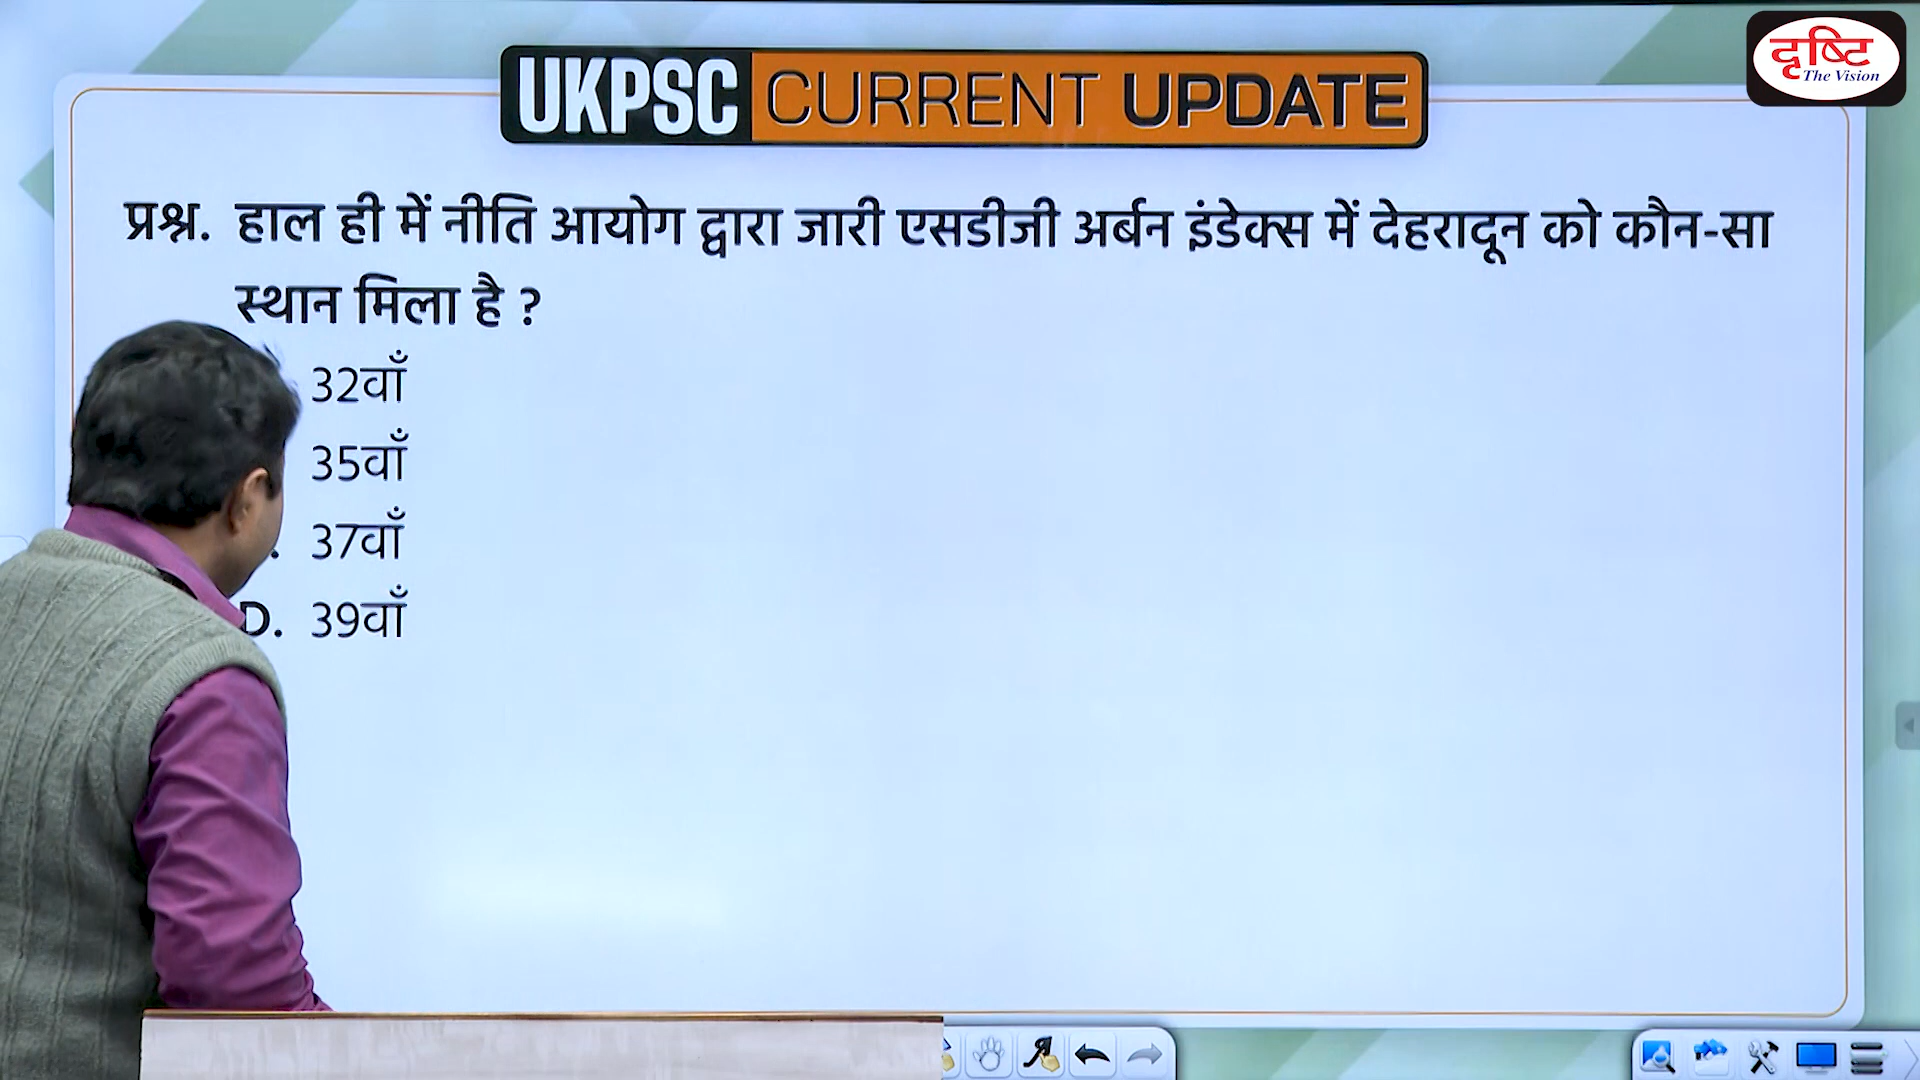 UKPSC CURRENT UPDATE
दृष्टि
The Vision
प्रश्न. हाल ही में नीति आयोग द्वारा जारी एसडीजी अर्बन इंडेक्स में देहरादून को कौन-सा
स्थान मिला है ?
32वाँ
35वाँ
37वाँ
D. 39वाँ